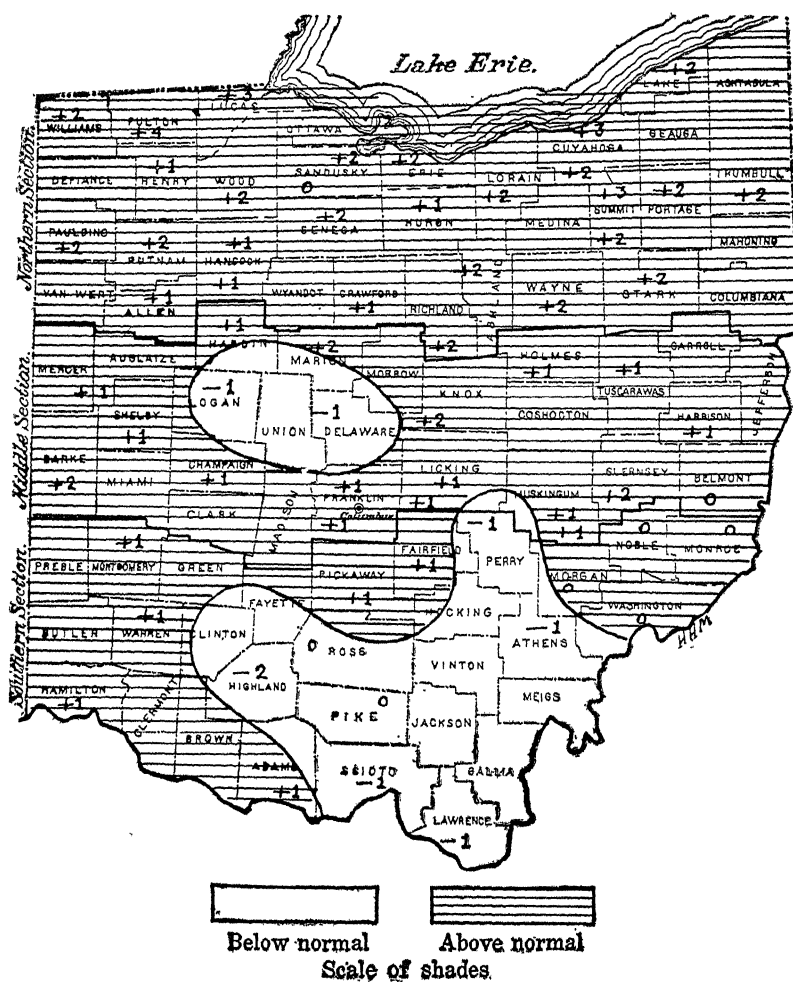 Lake Erie.
Northern Section.
Middle Section.
Southern Section.
+2 LAKE
ASHTABULA
+3 LUCAS
+2 WILLIAMS
FULTON +4
OTTAWA
+3 CUYAHOGA
GEAUGA
DEFIANCE
+1 HENRY
WOOD +2
+2 SANDUSKY 0
+2 ERIE
LORAIN +2
+2
+3 SUMMIT
+2 PORTAGE
TRUMBULL +2
PAULDING +2
+2 PUTNAM
+1 HANCOCK +1
+2 SENECA
+1 HURON
MEDINA
+2
MAHONING
VAN WERT
+1 ALLEN
WYANDOT
CRAWFORD +1
RICHLAND
+2 ASHLAND
WAYNE +2
+2 STARK
COLUMBIANA
+1 HARDIN
+2 MARION
+2
MORROW
HOLMES +1
+1
CARROLL
JEFFERSON
MERCER +1
AUGLAIZE
-1 LOGAN
UNION
-1 DELAWARE
KNOX +2
COSHOCTON
TUSCARAWAS
HARRISON +1
SHELBY +1
DARKE +2
MIAMI
CHAMPAIGN +1
CLARK
MADISON
+1 FRANKLIN
Columbus
+1
LICKING +1
+1
MUSKINGUM +1
+1
GUERNSEY +2
BELMONT 0
0 NOBLE
0 MONROE
PREBLE
+1 MONTGOMERY
GREEN
PICKAWAY +1
FAIRFIELD +1
-1 PERRY
MORGAN 0
WASHINGTON 0
HHM
BUTLER
+1 WARREN
CLINTON
FAYETTE
0 ROSS
HOCKING
-1 ATHENS
VINTON
HAMILTON +1
CLERMONT
BROWN
-2 HIGHLAND
0 PIKE
JACKSON
MEIGS
ADAMS +1
SCIOTO -1
GALLIA
LAWRENCE -1
Below normal Above normal
Scale of shades